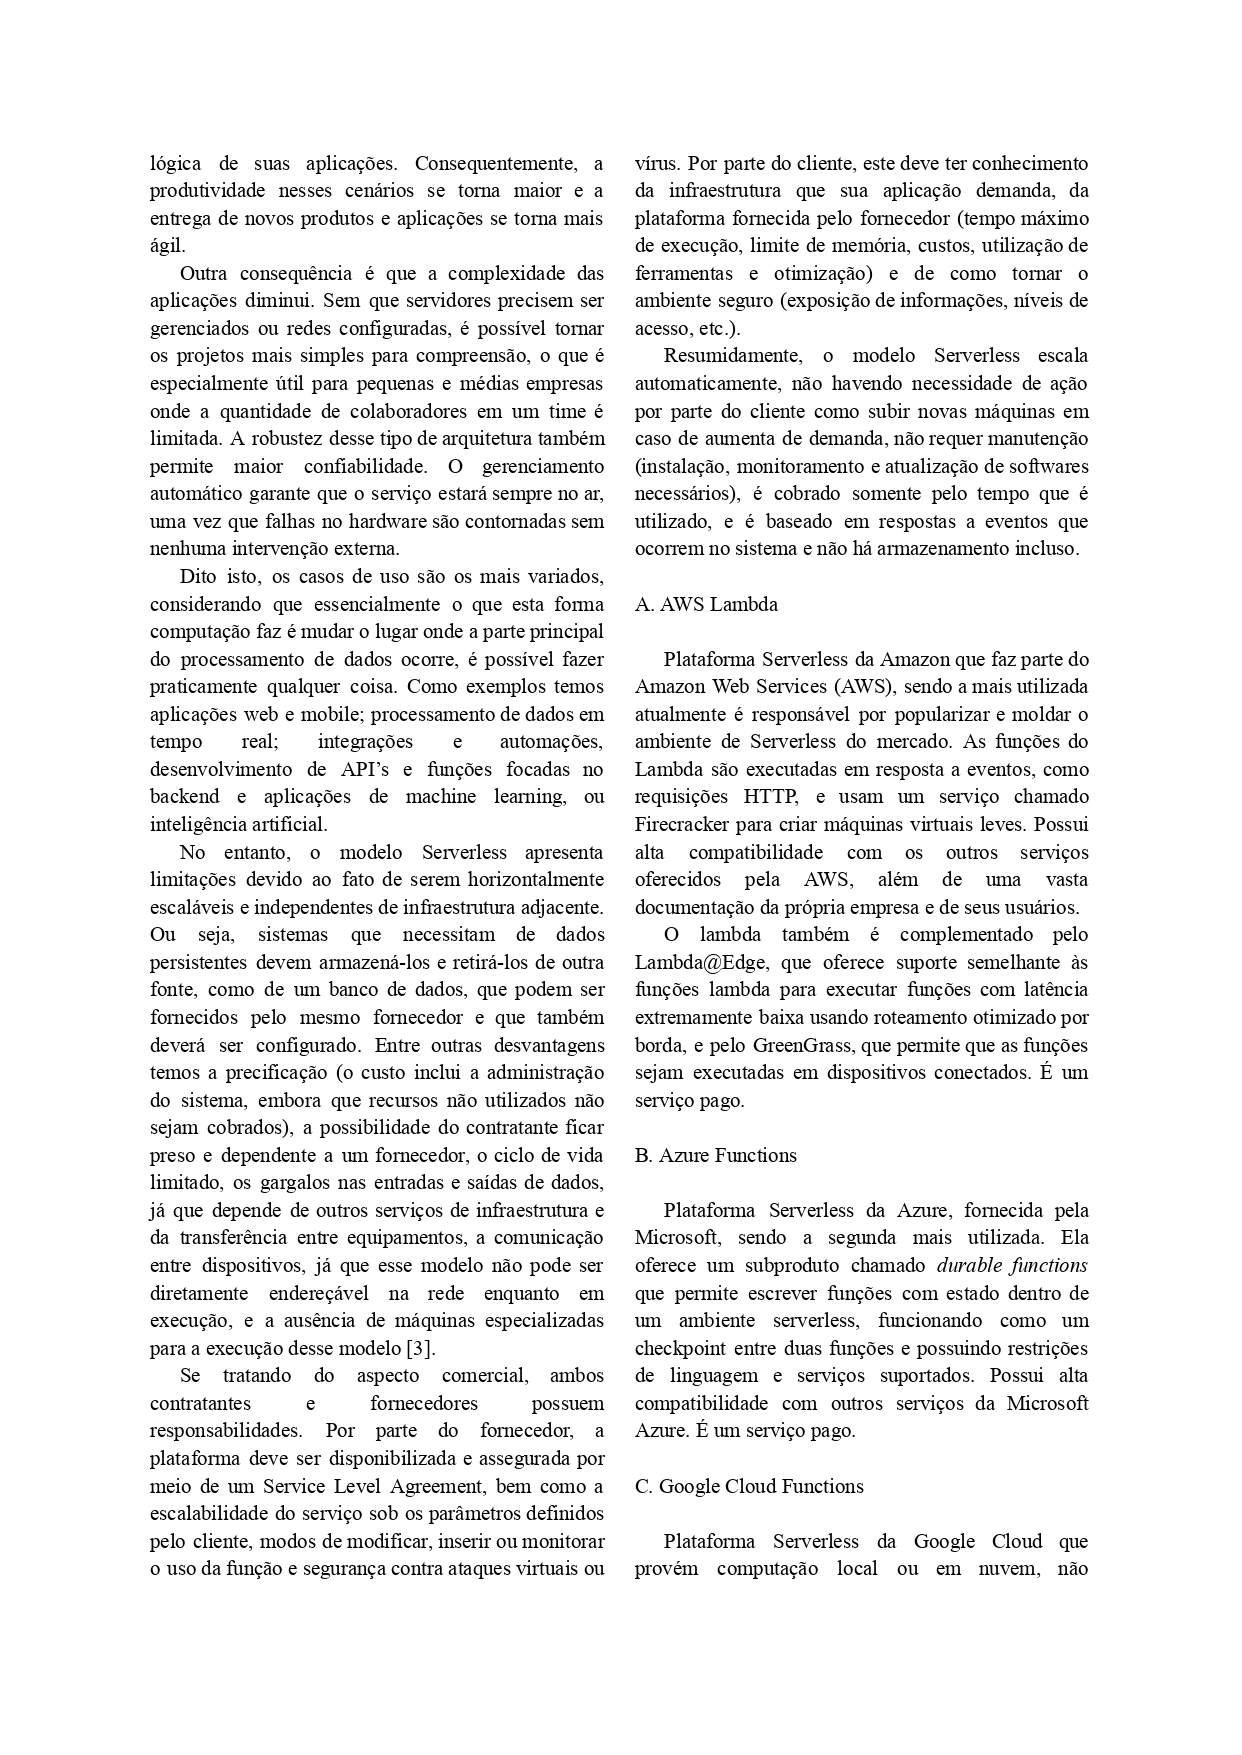 lógica de suas aplicações. Consequentemente, a
produtividade nesses cenários se torna maior e a
entrega de novos produtos e aplicações se torna mais
ágil.
Outra consequência é que a complexidade das
aplicações diminui. Sem que servidores precisem ser
gerenciados ou redes configuradas, é possível tornar
os projetos mais simples para compreensão, o que é
especialmente útil para pequenas e médias empresas
onde a quantidade de colaboradores em um time é
limitada. A robustez desse tipo de arquitetura também
permite maior confiabilidade. O gerenciamento
automático garante que o serviço estará sempre no ar,
uma vez que falhas no hardware são contornadas sem
nenhuma intervenção externa.
Dito isto, os casos de uso são os mais variados,
considerando que essencialmente o que esta forma
computação faz é mudar o lugar onde a parte principal
do processamento de dados ocorre, é possível fazer
praticamente qualquer coisa. Como exemplos temos
aplicações web e mobile; processamento de dados em
tempo real; integrações e automações,
desenvolvimento de API’s e funções focadas no
backend e aplicações de machine learning, ou
inteligência artificial.
No entanto, o modelo Serverless apresenta
limitações devido ao fato de serem horizontalmente
escaláveis e independentes de infraestrutura adjacente.
Ou seja, sistemas que necessitam de dados
persistentes devem armazená-los e retirá-los de outra
fonte, como de um banco de dados, que podem ser
fornecidos pelo mesmo fornecedor e que também
deverá ser configurado. Entre outras desvantagens
temos a precificação (o custo inclui a administração
do sistema, embora que recursos não utilizados não
sejam cobrados), a possibilidade do contratante ficar
preso e dependente a um fornecedor, o ciclo de vida
limitado, os gargalos nas entradas e saídas de dados,
já que depende de outros serviços de infraestrutura e
da transferência entre equipamentos, a comunicação
entre dispositivos, já que esse modelo não pode ser
diretamente endereçável na rede enquanto em
execução, e a ausência de máquinas especializadas
para a execução desse modelo [3].
Se tratando do aspecto comercial, ambos
contratantes e fornecedores possuem
responsabilidades. Por parte do fornecedor, a
plataforma deve ser disponibilizada e assegurada por
meio de um Service Level Agreement, bem como a
escalabilidade do serviço sob os parâmetros definidos
pelo cliente, modos de modificar, inserir ou monitorar
o uso da função e segurança contra ataques virtuais ou
vírus. Por parte do cliente, este deve ter conhecimento
da infraestrutura que sua aplicação demanda, da
plataforma fornecida pelo fornecedor (tempo máximo
de execução, limite de memória, custos, utilização de
ferramentas e otimização) e de como tornar o
ambiente seguro (exposição de informações, níveis de
acesso, etc.).
Resumidamente, o modelo Serverless escala
automaticamente, não havendo necessidade de ação
por parte do cliente como subir novas máquinas em
caso de aumenta de demanda, não requer manutenção
(instalação, monitoramento e atualização de softwares
necessários), é cobrado somente pelo tempo que é
utilizado, e é baseado em respostas a eventos que
ocorrem no sistema e não há armazenamento incluso.
A. AWS Lambda
Plataforma Serverless da Amazon que faz parte do
Amazon Web Services (AWS), sendo a mais utilizada
atualmente é responsável por popularizar e moldar o
ambiente de Serverless do mercado. As funções do
Lambda são executadas em resposta a eventos, como
requisições HTTP, e usam um serviço chamado
Firecracker para criar máquinas virtuais leves. Possui
alta compatibilidade com os outros serviços
oferecidos pela AWS, além de uma vasta
documentação da própria empresa e de seus usuários.
O lambda também é complementado pelo
Lambda@Edge, que oferece suporte semelhante às
funções lambda para executar funções com latência
extremamente baixa usando roteamento otimizado por
borda, e pelo GreenGrass, que permite que as funções
sejam executadas em dispositivos conectados. É um
serviço pago.
B. Azure Functions
Plataforma Serverless da Azure, fornecida pela
Microsoft, sendo a segunda mais utilizada. Ela
oferece um subproduto chamado durable functions
que permite escrever funções com estado dentro de
um ambiente serverless, funcionando como um
checkpoint entre duas funções e possuindo restrições
de linguagem e serviços suportados. Possui alta
compatibilidade com outros serviços da Microsoft
Azure. É um serviço pago.
C. Google Cloud Functions
Plataforma Serverless da Google Cloud que
provém computação local ou em nuvem, não